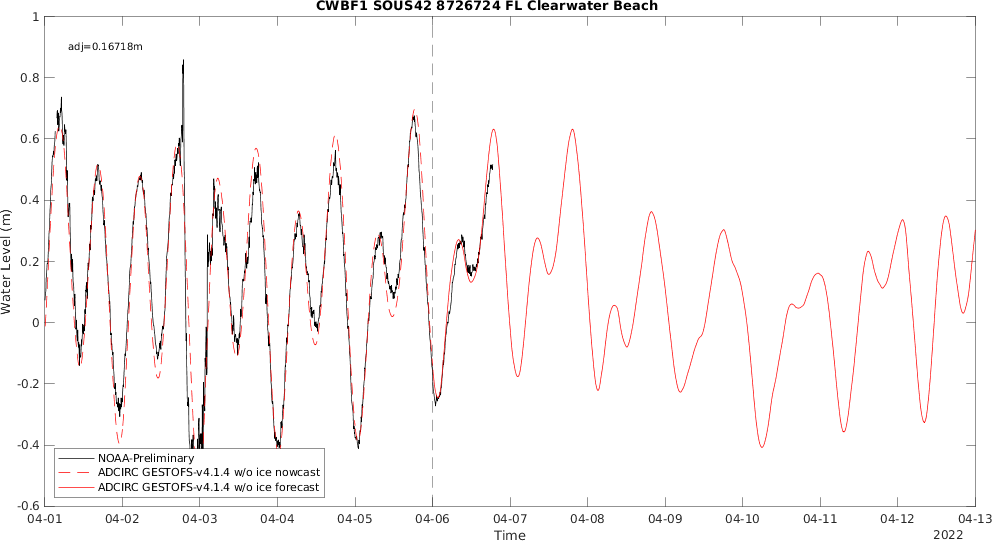 CWBF1 SOUS42 8726724 FL Clearwater Beach
adj=0.16718m
Water Level (m)
1
0.8
0.6
0.4
0.2
0
-0.2
-0.4
-0.6
NOAA-Preliminary
ADCIRC GESTOFS-v4.1.4 w/o ice nowcast
ADCIRC GESTOFS-v4.1.4 w/o ice forecast
04-01 04-02 04-03 04-04 04-05 04-06 04-07 04-08 04-09 04-10 04-11 04-12 04-13
Time
2022